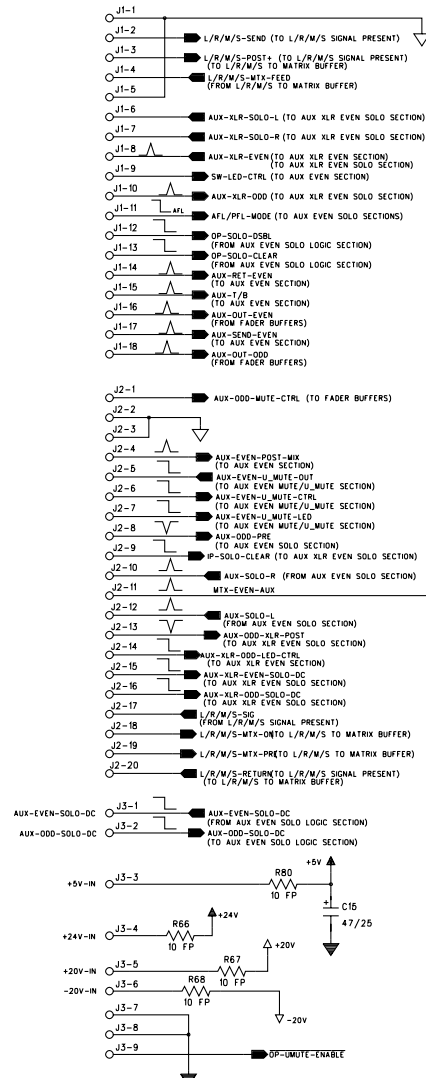 J1-1
J1-2 L/R/M/S-SEND (TO L/R/M/S SIGNAL PRESENT)
J1-3 L/R/M/S-POST+ (TO L/R/M/S SIGNAL PRESENT)
(TO L/R/M/S TO MATRIX BUFFER)
J1-4 L/R/M/S-MTX-FEED
(FROM L/R/M/S TO MATRIX BUFFER)
J1-5
J1-6 AUX-XLR-SOLO-L (TO AUX XLR EVEN SOLO SECTION)
J1-7 AUX-XLR-SOLO-R (TO AUX XLR EVEN SOLO SECTION)
J1-8 AUX-XLR-EVEN (TO AUX XLR EVEN SECTION)
(TO AUX XLR EVEN SOLO SECTION)
J1-9 SW-LED-CTRL (TO AUX EVEN SECTION)
J1-10 AUX-XLR-ODD (TO AUX XLR EVEN SOLO SECTION)
J1-11 AFL AFL/PFL-MODE (TO AUX EVEN SOLO SECTIONS)
J1-12 OP-SOLO-DSBL
(FROM AUX EVEN SOLO LOGIC SECTION)
J1-13 OP-SOLO-CLEAR
(FROM AUX EVEN SOLO LOGIC SECTION)
J1-14 AUX-RET-EVEN
(TO AUX EVEN SECTION)
J1-15 AUX-T/B
(TO AUX EVEN SECTION)
J1-16 AUX-OUT-EVEN
(FROM FADER BUFFERS)
J1-17 AUX-SEND-EVEN
(TO AUX EVEN SECTION)
J1-18 AUX-OUT-ODD
(FROM FADER BUFFERS)
J2-1 AUX-ODD-MUTE-CTRL (TO FADER BUFFERS)
J2-2
J2-3
J2-4 AUX-EVEN-POST-MIX
(TO AUX EVEN SECTION)
J2-5 AUX-EVEN-U_MUTE-OUT
(TO AUX EVEN MUTE/U_MUTE SECTION)
J2-6 AUX-EVEN-U_MUTE-CTRL
(TO AUX EVEN MUTE/U_MUTE SECTION)
J2-7 AUX-EVEN-U_MUTE-LED
(TO AUX EVEN MUTE/U_MUTE SECTION)
J2-8 AUX-ODD-PRE
(TO AUX EVEN SOLO SECTION)
J2-9 IP-SOLO-CLEAR (TO AUX XLR EVEN SOLO SECTION)
J2-10 AUX-SOLO-R (FROM AUX EVEN SOLO SECTION)
J2-11 MTX-EVEN-AUX
J2-12 AUX-SOLO-L
(FROM AUX EVEN SOLO SECTION)
J2-13 AUX-ODD-XLR-POST
(TO AUX XLR EVEN SOLO SECTION)
J2-14 AUX-XLR-ODD-LED-CTRL
(TO AUX XLR EVEN SOLO SECTION)
J2-15 AUX-XLR-EVEN-SOLO-DC
(TO AUX XLR EVEN SOLO SECTION)
J2-16 AUX-XLR-ODD-SOLO-DC
(TO AUX XLR EVEN SOLO SECTION)
J2-17 L/R/M/S-SIG
(FROM L/R/M/S SIGNAL PRESENT)
J2-18 L/R/M/S-MTX-ON (TO L/R/M/S TO MATRIX BUFFER)
J2-19 L/R/M/S-MTX-PRE (TO L/R/M/S TO MATRIX BUFFER)
J2-20 L/R/M/S-RETURN (TO L/R/M/S SIGNAL PRESENT)
(TO L/R/M/S TO MATRIX BUFFER)
AUX-EVEN-SOLO-DC J3-1 AUX-EVEN-SOLO-DC
(FROM AUX EVEN SOLO LOGIC SECTION)
AUX-ODD-SOLO-DC J3-2 AUX-ODD-SOLO-DC
(TO AUX EVEN SOLO LOGIC SECTION)
+5V
+5V-IN J3-3 R80
10 FP
+ C15
47/25
+24V
+24V-IN J3-4 R66
10 FP
+20V
+20V-IN J3-5 R67
10 FP
-20V-IN J3-6 R68
10 FP
-20V
J3-7
J3-8
J3-9 OP-UMUTE-ENABLE